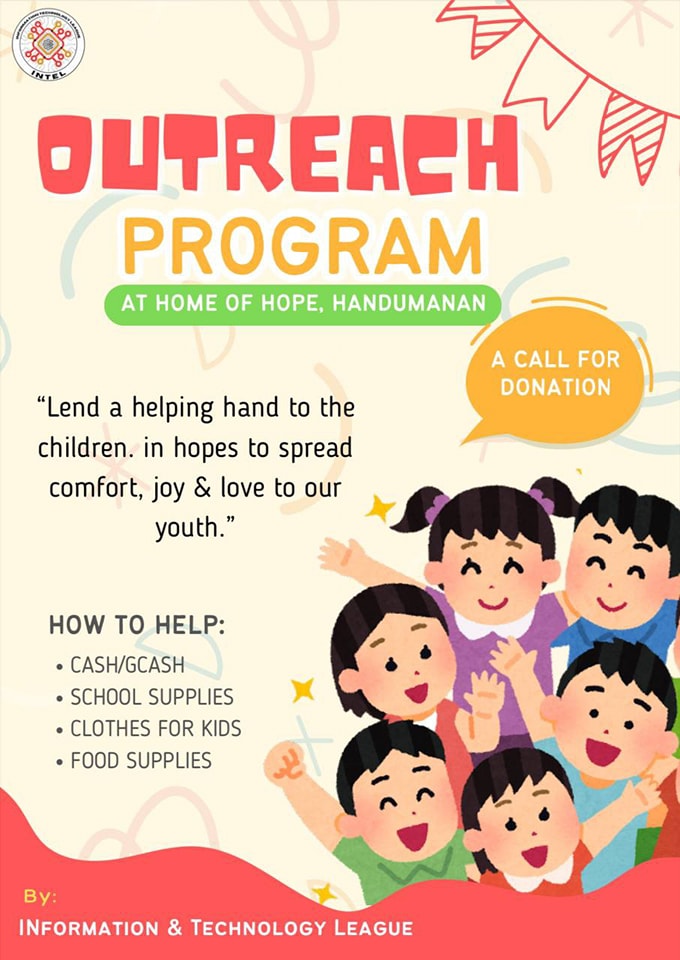 INFORMATION TECHNOLOGY LEAGUE
INTEL
OUTREACH
PROGRAM
AT HOME OF HOPE, HANDUMANAN
A CALL FOR
DONATION
“Lend a helping hand to the
children. in hopes to spread
comfort, joy & love to our
youth.”
HOW TO HELP:
• CASH/GCASH
• SCHOOL SUPPLIES
• CLOTHES FOR KIDS
• FOOD SUPPLIES
By:
INFORMATION & TECHNOLOGY LEAGUE